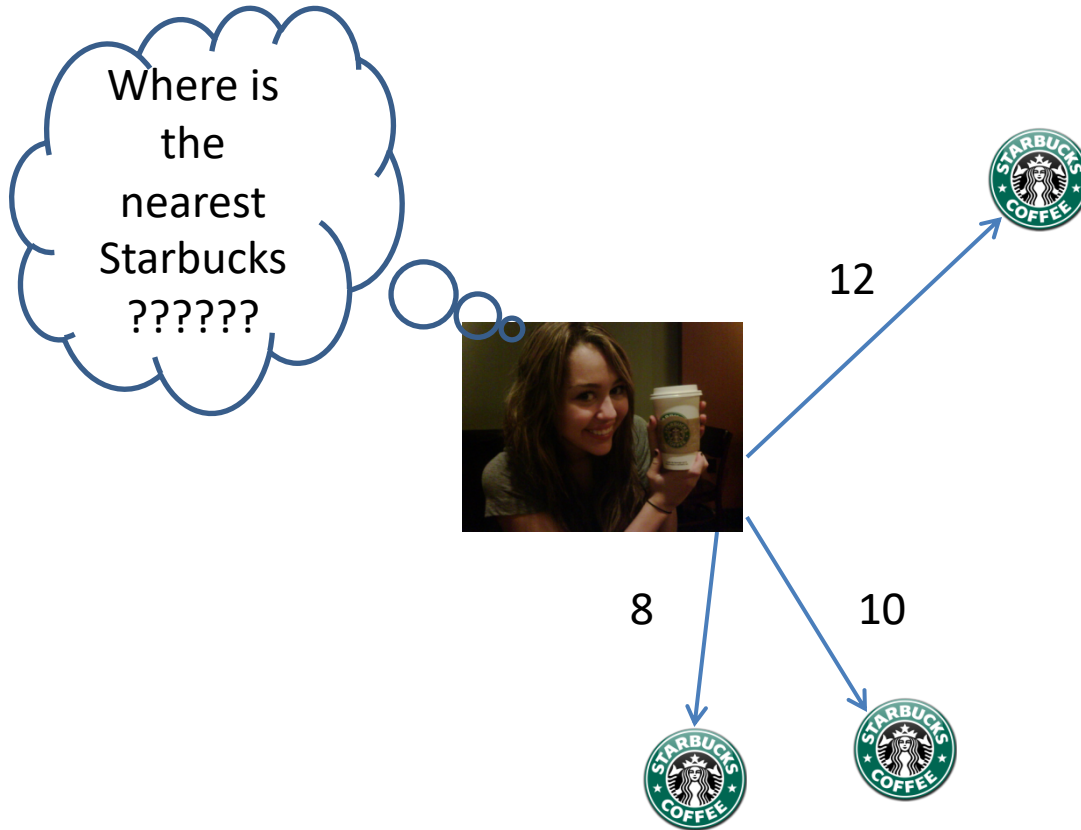 Where is
the
nearest
Starbucks
??????
12
8
10
STARBUCKS
COFFEE
STARBUCKS
COFFEE
STARBUCKS
COFFEE